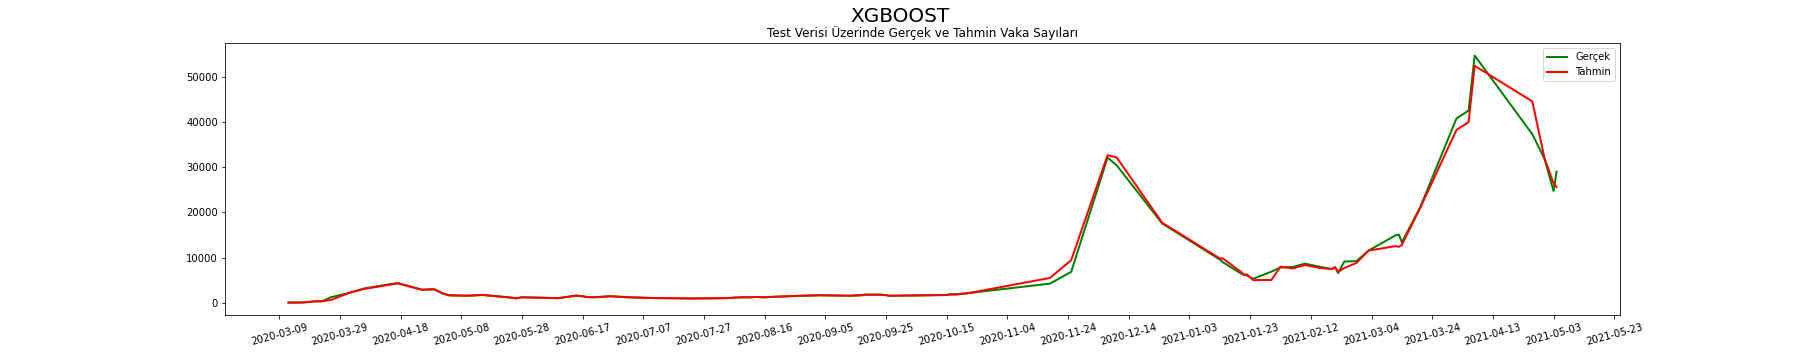 XGBOOST
Test Verisi Üzerinde Gerçek ve Tahmin Vaka Sayıları
Gerçek
Tahmin
50000
40000
30000
20000
10000
0
2020-03-09 2020-03-29 2020-04-18 2020-05-08 2020-05-28 2020-06-17 2020-07-07 2020-07-27 2020-08-16 2020-09-05 2020-09-25 2020-10-15 2020-11-04 2020-11-24 2020-12-14 2021-01-03 2021-01-23 2021-02-12 2021-03-04 2021-03-24 2021-04-13 2021-05-03 2021-05-23